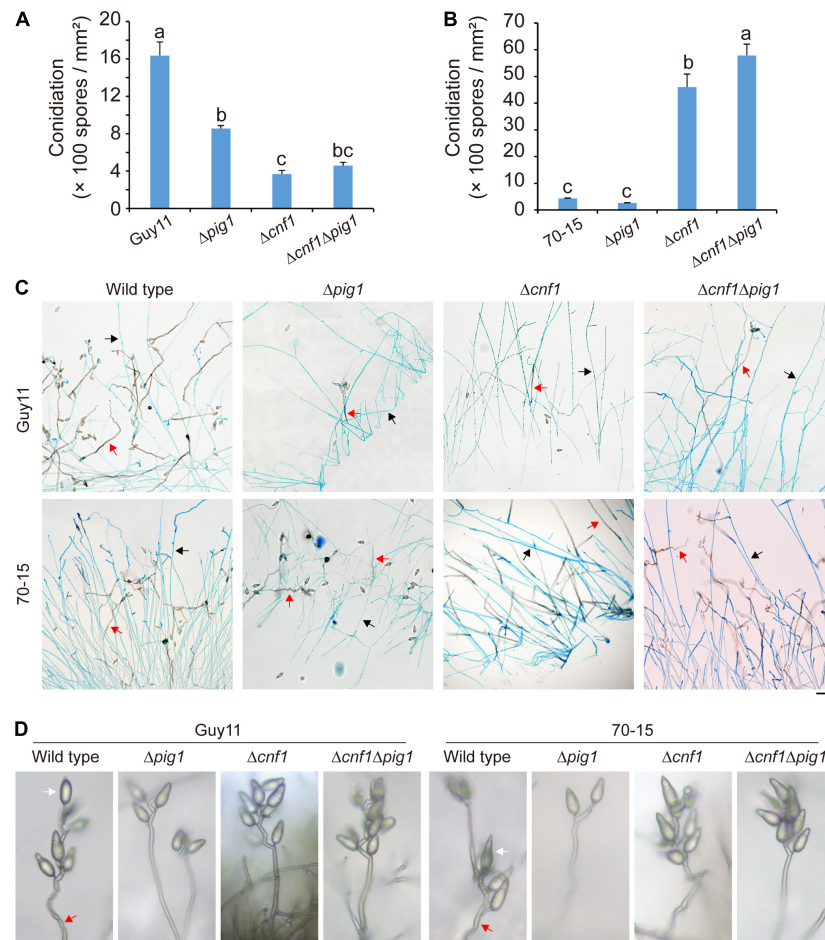 A
Conidiation
(× 100 spores / mm²)
20
16
12
8
4
0
a
b
c
bc
Guy11
Δpig1
Δcnf1
Δcnf1Δpig1
B
Conidiation
(× 100 spores / mm²)
70
60
50
40
30
20
10
0
c
c
b
a
70-15
Δpig1
Δcnf1
Δcnf1Δpig1
C
Wild type Δpig1 Δcnf1 Δcnf1Δpig1
Guy11
70-15
D
Guy11 70-15
Wild type Δpig1 Δcnf1 Δcnf1Δpig1 Wild type Δpig1 Δcnf1 Δcnf1Δpig1